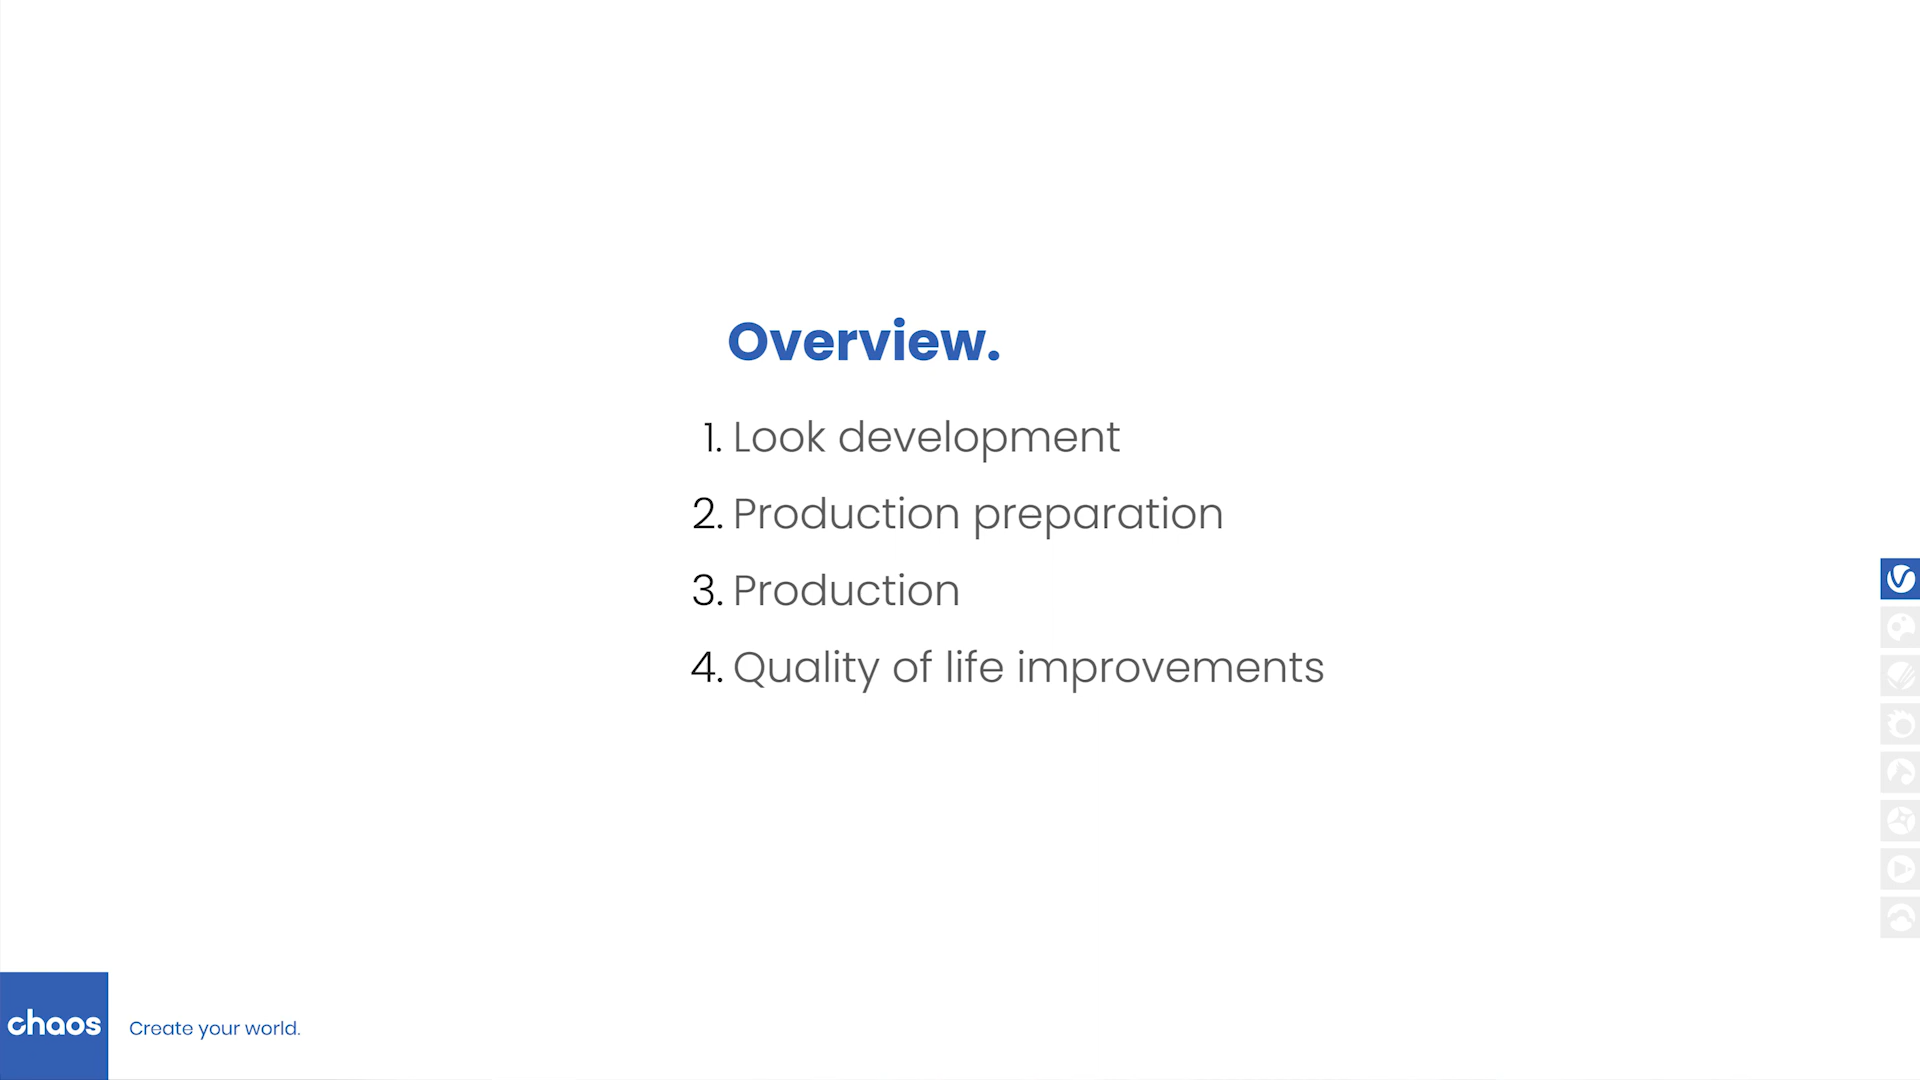 Overview.
1. Look development
2. Production preparation
3. Production
4. Quality of life improvements
chaos
Create your world.